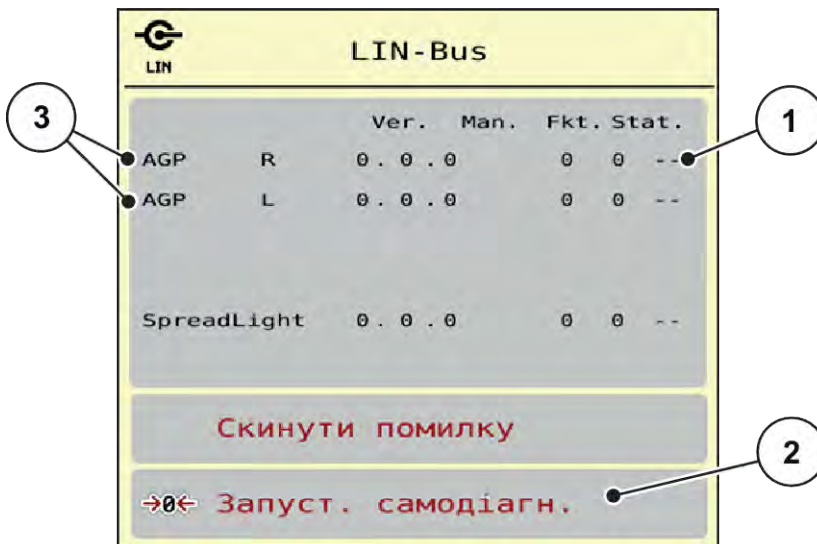 LIN
LIN-Bus
Ver. Man. Fkt. Stat.
AGP R 0.0.0 0 0 --
AGP L 0.0.0 0 0 --
SpreadLight 0.0.0 0 0 --
Скинути помилку
→0← Запуст. самодіагн.
3
1
2